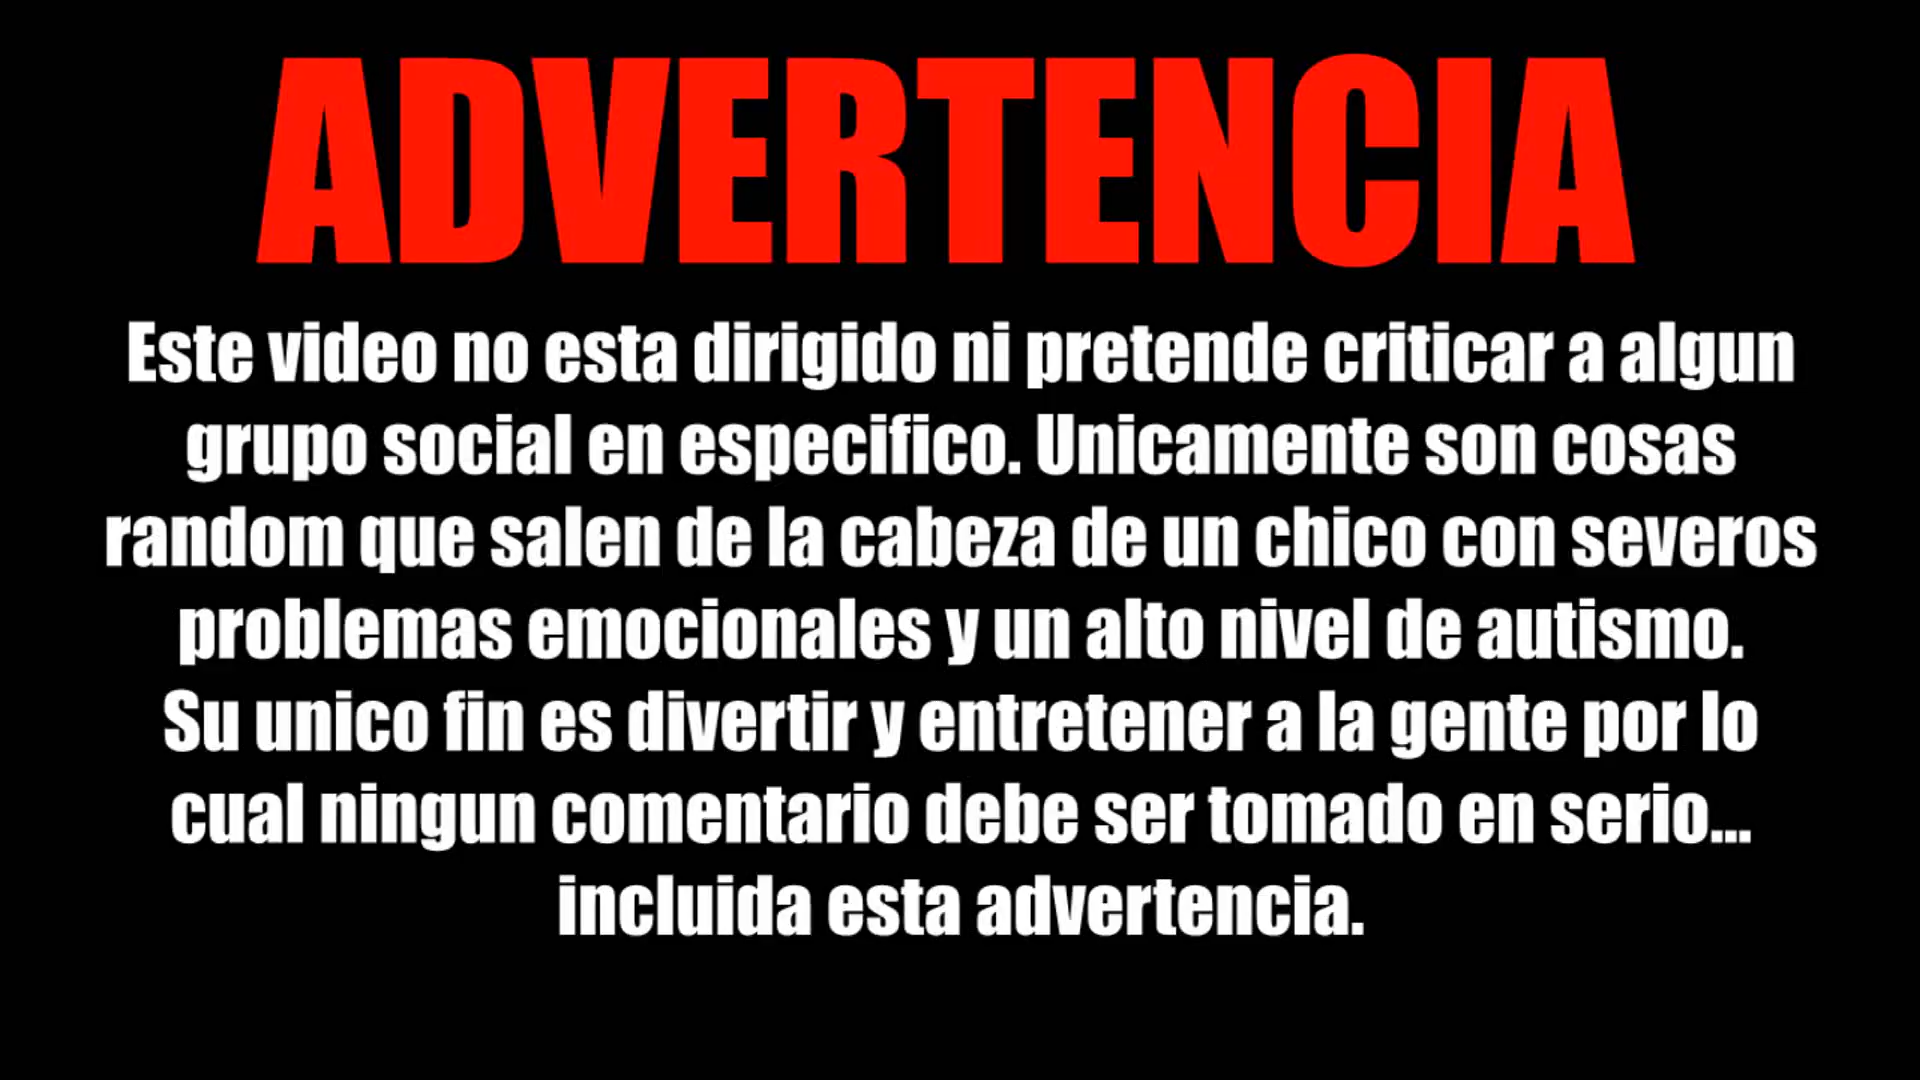 ADVERTENCIA
Este video no esta dirigido ni pretende criticar a algun
grupo social en especifico. Unicamente son cosas
random que salen de la cabeza de un chico con severos
problemas emocionales y un alto nivel de autismo.
Su unico fin es divertir y entretener a la gente por lo
cual ningun comentario debe ser tomado en serio...
incluida esta advertencia.